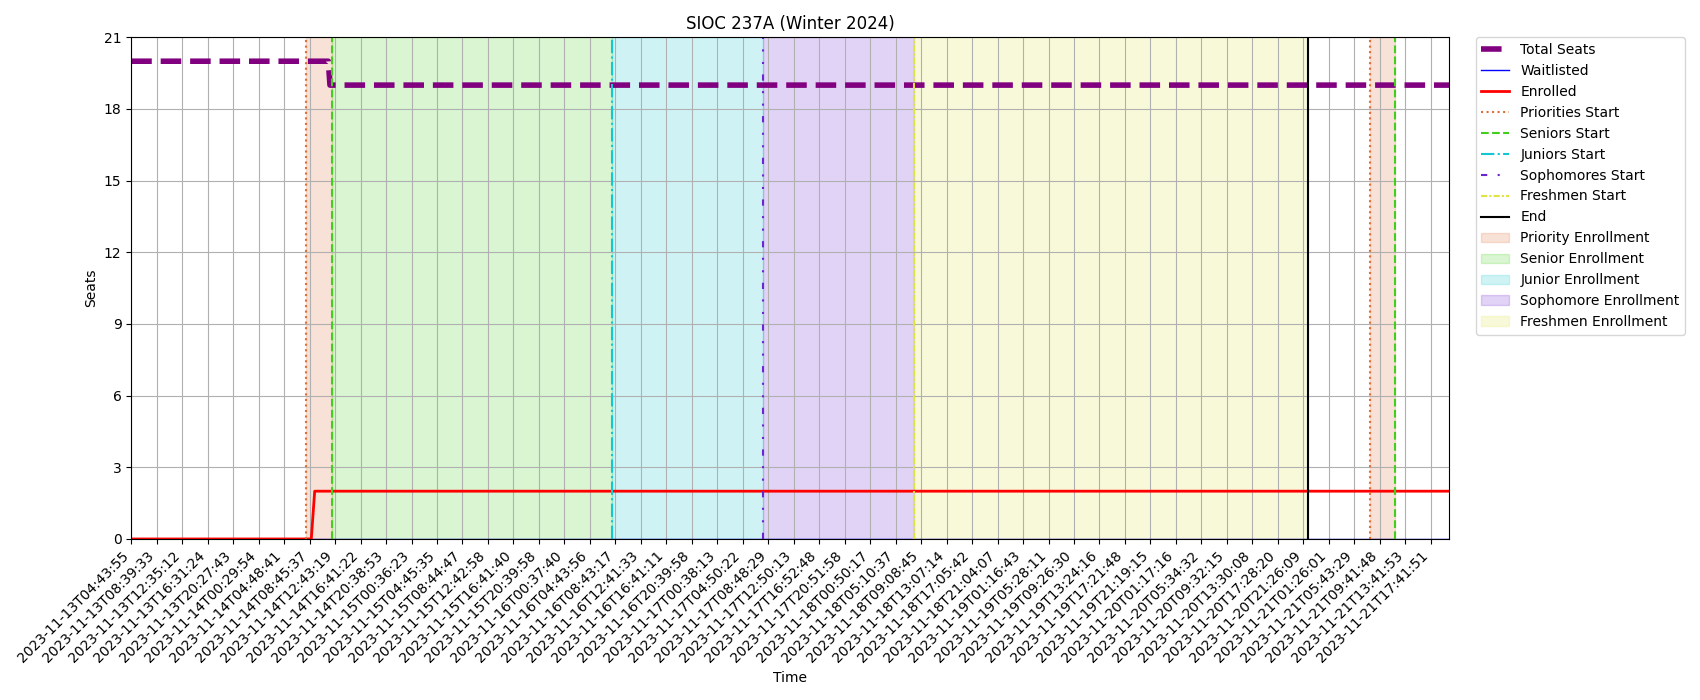 SIOC 237A (Winter 2024)
21
18
15
12
9
6
3
0
Seats
2023-11-13T04:43:55
2023-11-13T08:39:33
2023-11-13T12:35:12
2023-11-13T16:31:24
2023-11-13T20:27:43
2023-11-14T00:29:54
2023-11-14T04:48:41
2023-11-14T08:45:37
2023-11-14T12:43:19
2023-11-14T16:41:22
2023-11-14T20:38:53
2023-11-15T00:36:23
2023-11-15T04:45:35
2023-11-15T08:44:47
2023-11-15T12:42:58
2023-11-15T16:41:40
2023-11-15T20:39:58
2023-11-16T00:37:40
2023-11-16T04:43:56
2023-11-16T08:43:17
2023-11-16T12:41:33
2023-11-16T16:41:11
2023-11-16T20:39:58
2023-11-17T00:38:13
2023-11-17T04:50:22
2023-11-17T08:48:29
2023-11-17T12:50:13
2023-11-17T16:52:48
2023-11-17T20:51:58
2023-11-18T00:50:17
2023-11-18T05:10:37
2023-11-18T09:08:45
2023-11-18T13:07:14
2023-11-18T17:05:42
2023-11-18T21:04:07
2023-11-19T01:16:43
2023-11-19T05:28:11
2023-11-19T09:26:30
2023-11-19T13:24:16
2023-11-19T17:21:48
2023-11-19T21:19:15
2023-11-20T01:17:16
2023-11-20T05:34:32
2023-11-20T09:32:15
2023-11-20T13:30:08
2023-11-20T17:28:20
2023-11-20T21:26:09
2023-11-21T01:26:01
2023-11-21T05:43:29
2023-11-21T09:41:48
2023-11-21T13:41:53
2023-11-21T17:41:51
Time
Total Seats
Waitlisted
Enrolled
Priorities Start
Seniors Start
Juniors Start
Sophomores Start
Freshmen Start
End
Priority Enrollment
Senior Enrollment
Junior Enrollment
Sophomore Enrollment
Freshmen Enrollment